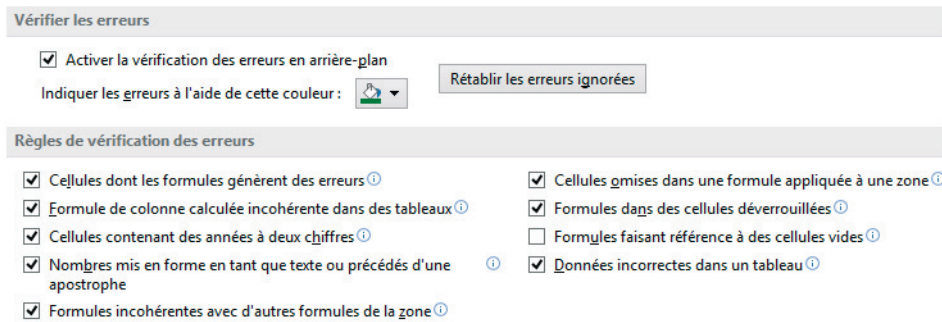 Vérifier les erreurs
Activer la vérification des erreurs en arrière-plan
Indiquer les erreurs à l'aide de cette couleur :
Rétablir les erreurs ignorées
Règles de vérification des erreurs
Cellules dont les formules génèrent des erreurs
Formule de colonne calculée incohérente dans des tableaux
Cellules contenant des années à deux chiffres
Nombres mis en forme en tant que texte ou précédés d'une
apostrophe
Formules incohérentes avec d'autres formules de la zone
Cellules omises dans une formule appliquée à une zone
Formules dans des cellules déverrouillées
Formules faisant référence à des cellules vides
Données incorrectes dans un tableau